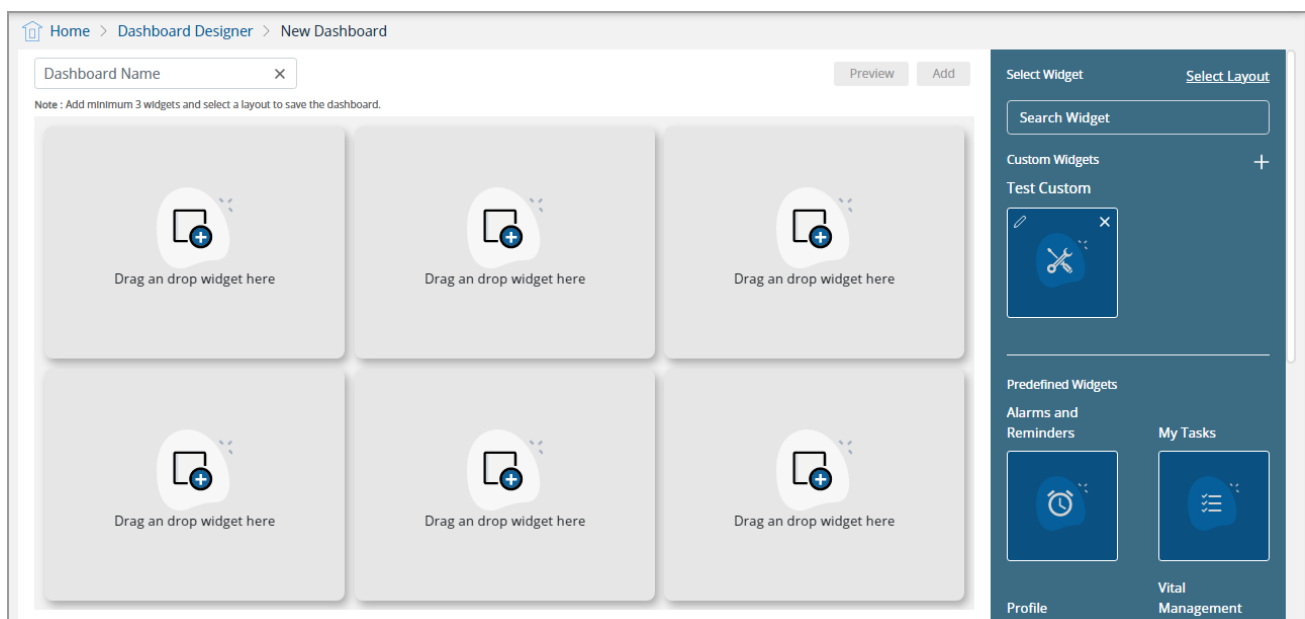 Home > Dashboard Designer > New Dashboard
Dashboard Name
Preview
Add
Note : Add minimum 3 widgets and select a layout to save the dashboard.
Drag an drop widget here
Drag an drop widget here
Drag an drop widget here
Drag an drop widget here
Drag an drop widget here
Drag an drop widget here
Select Widget
Select Layout
Search Widget
Custom Widgets
Test Custom
Predefined Widgets
Alarms and
Reminders
My Tasks
Profile
Vital
Management